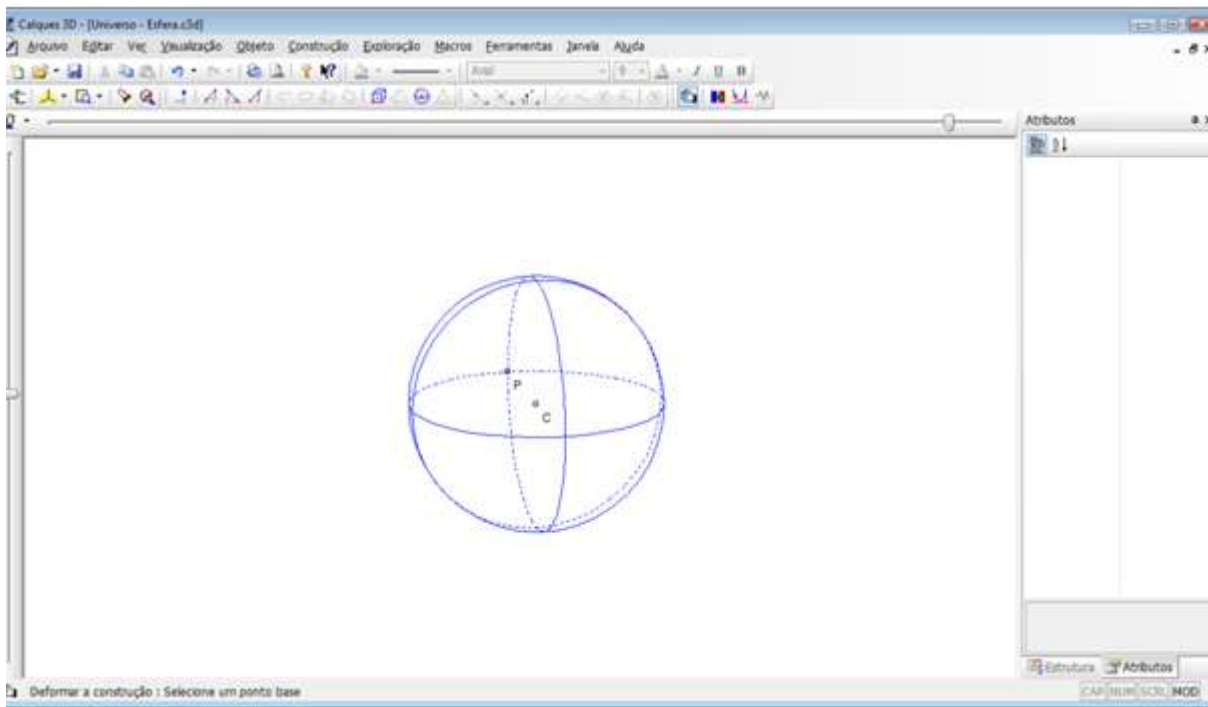 Calques 3D - [Universo - Esfera.c3d]
Arquivo Editar Ver Visualização Objeto Construção Exploração Macros Ferramentas Janela Ajuda
Arial
Atributos
P
C
Estrutura Atributos
Deformar a construção : Selecione um ponto base
CAP NUM SCRL MOD